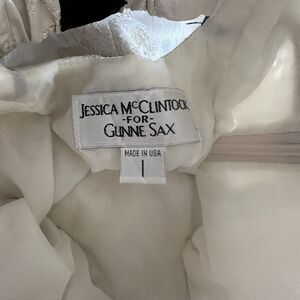 JESSICA MCCLINTOCK
-FOR-
GUNNE SAX
MADE IN USA
1